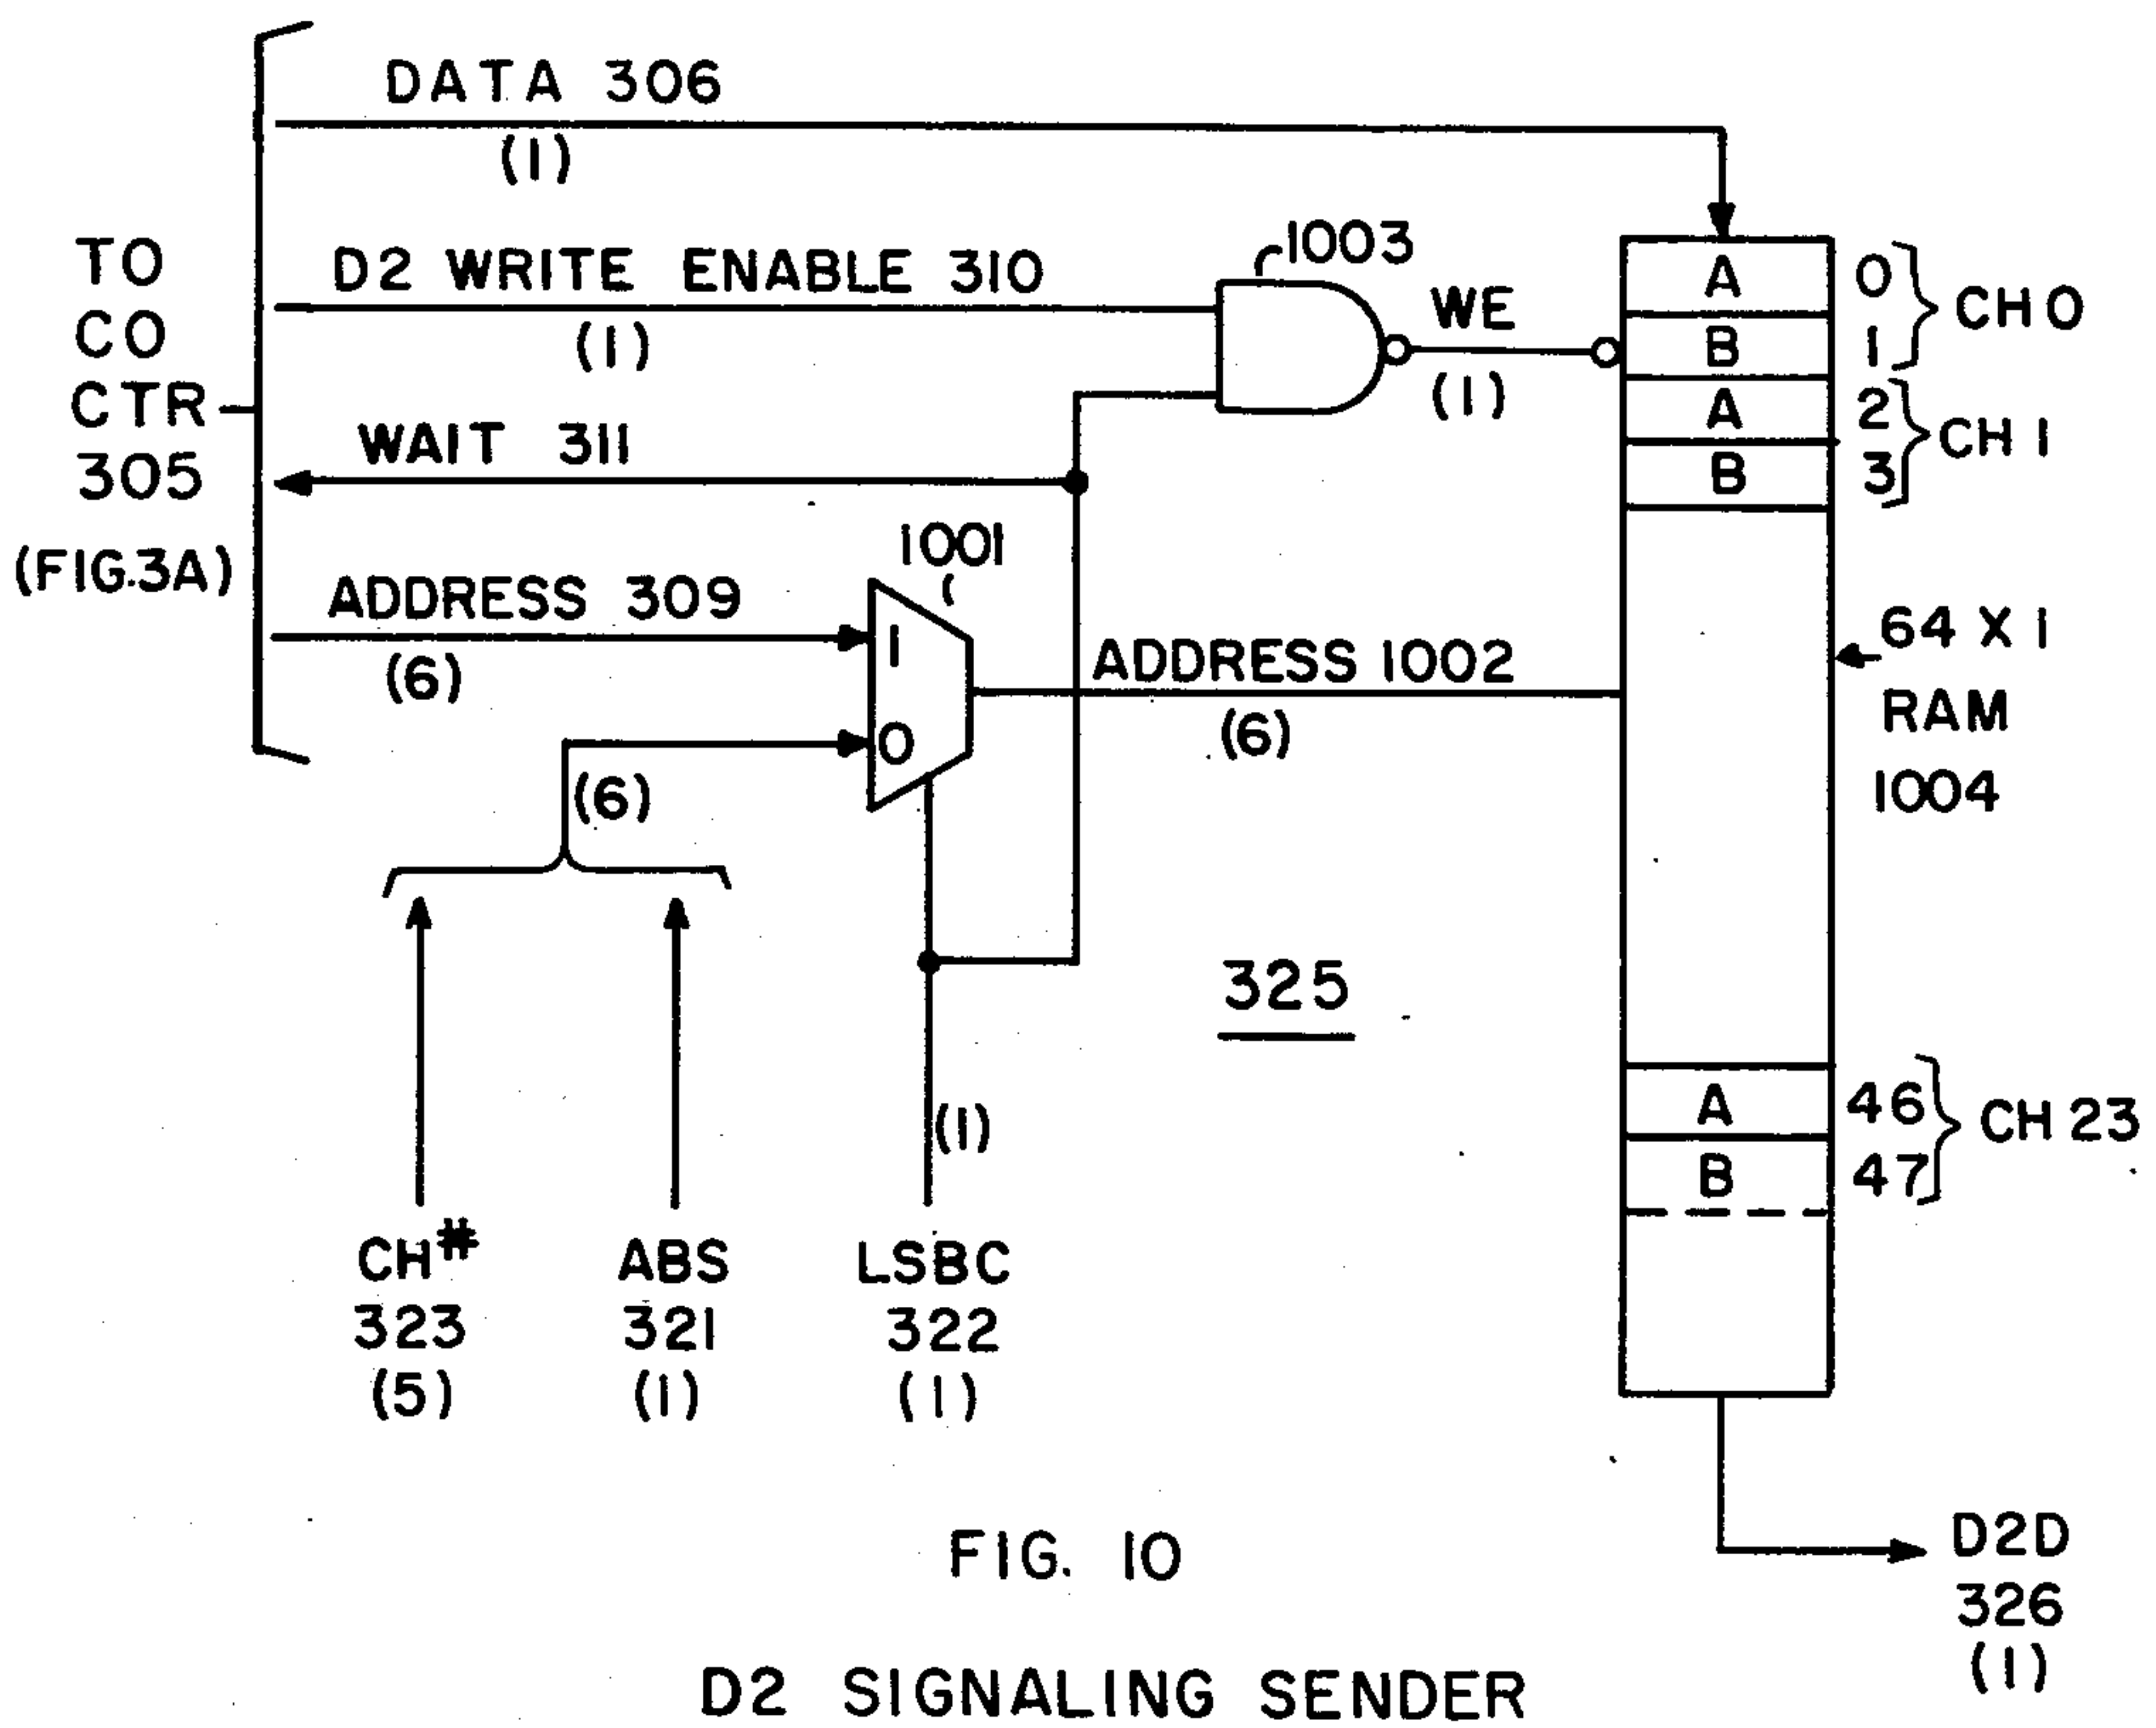 DATA 306
(1)
TO
CO
CTR
305
(FIG.3A)
D2 WRITE ENABLE 310
(1)
1003
WE
(1)
WAIT 311
1001
ADDRESS 309
(6)
1
0
ADDRESS 1002
(6)
(6)
A 0
B 1
CH 0
A 2
B 3
CH 1
64 X 1
RAM
1004
325
(1)
A 46
B 47
CH 23
CH#
323
(5)
ABS
321
(1)
LSBC
322
(1)
D2D
326
(1)
FIG. 10
D2 SIGNALING SENDER